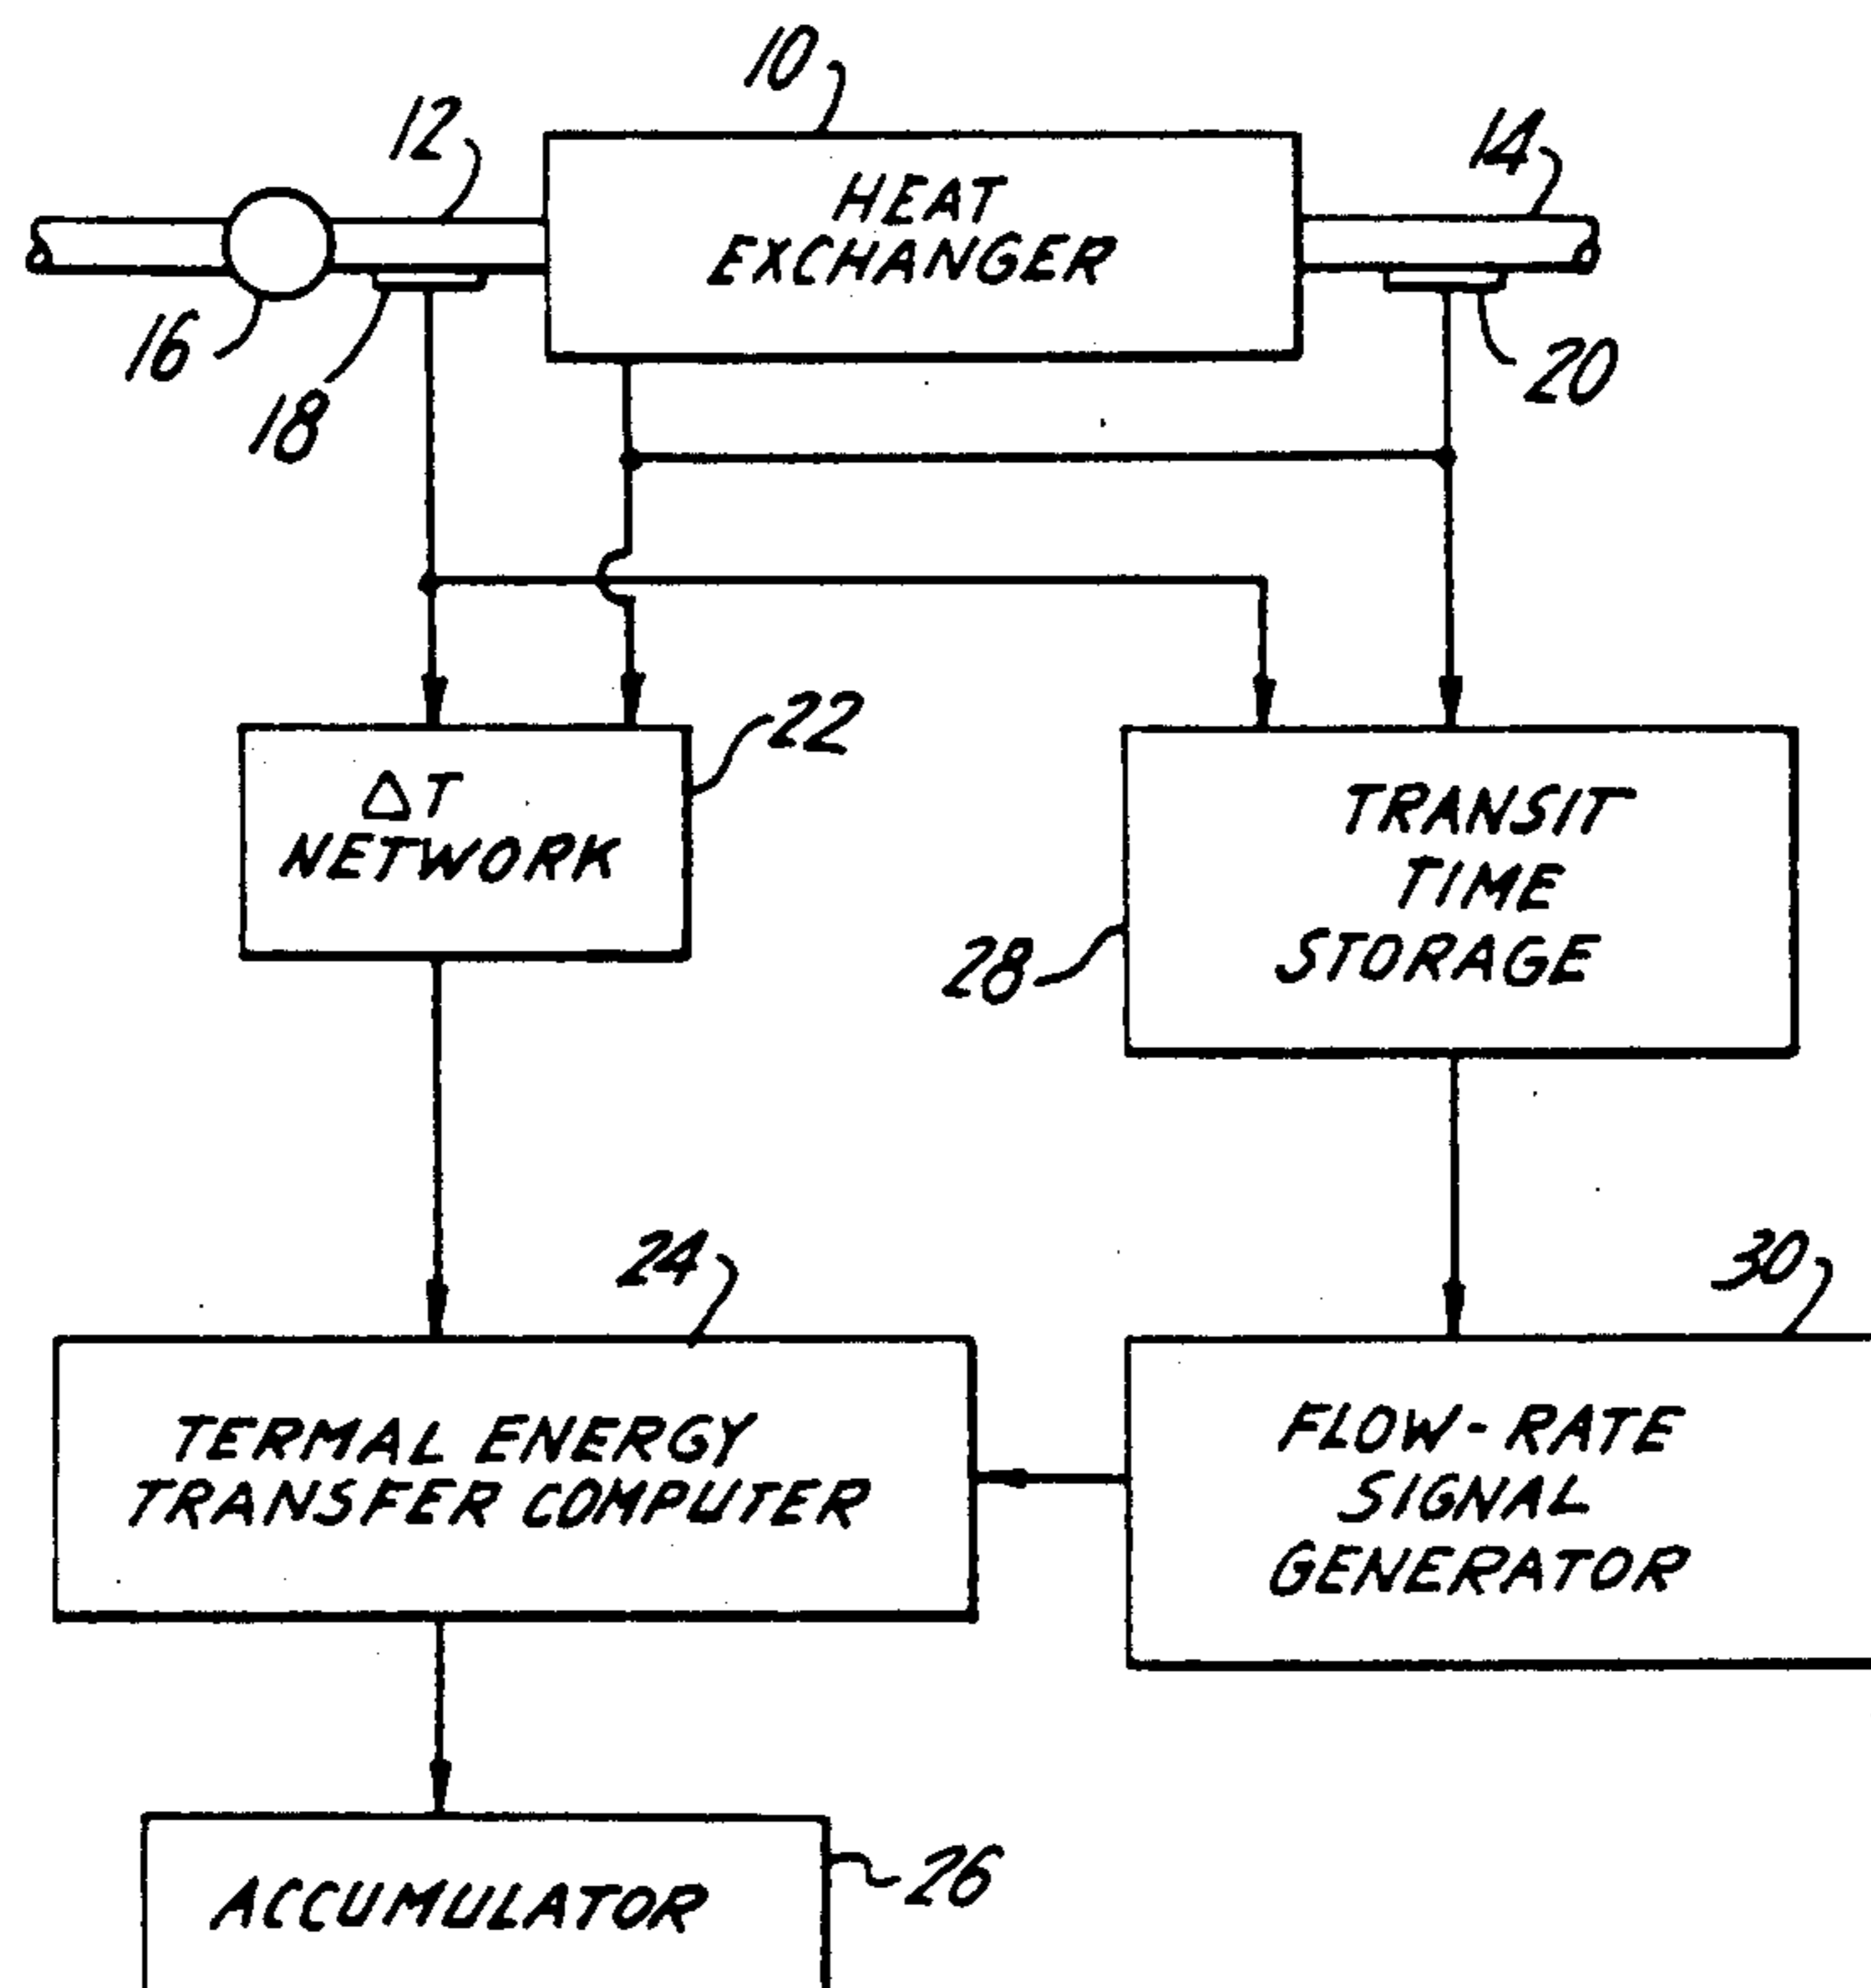 10
12
14
HEAT
EXCHANGER
16
18
20
22
ΔT
NETWORK
TRANSIT
TIME
STORAGE
28
24
30
TERMAL ENERGY
TRANSFER COMPUTER
FLOW-RATE
SIGNAL
GENERATOR
ACCUMULATOR
26